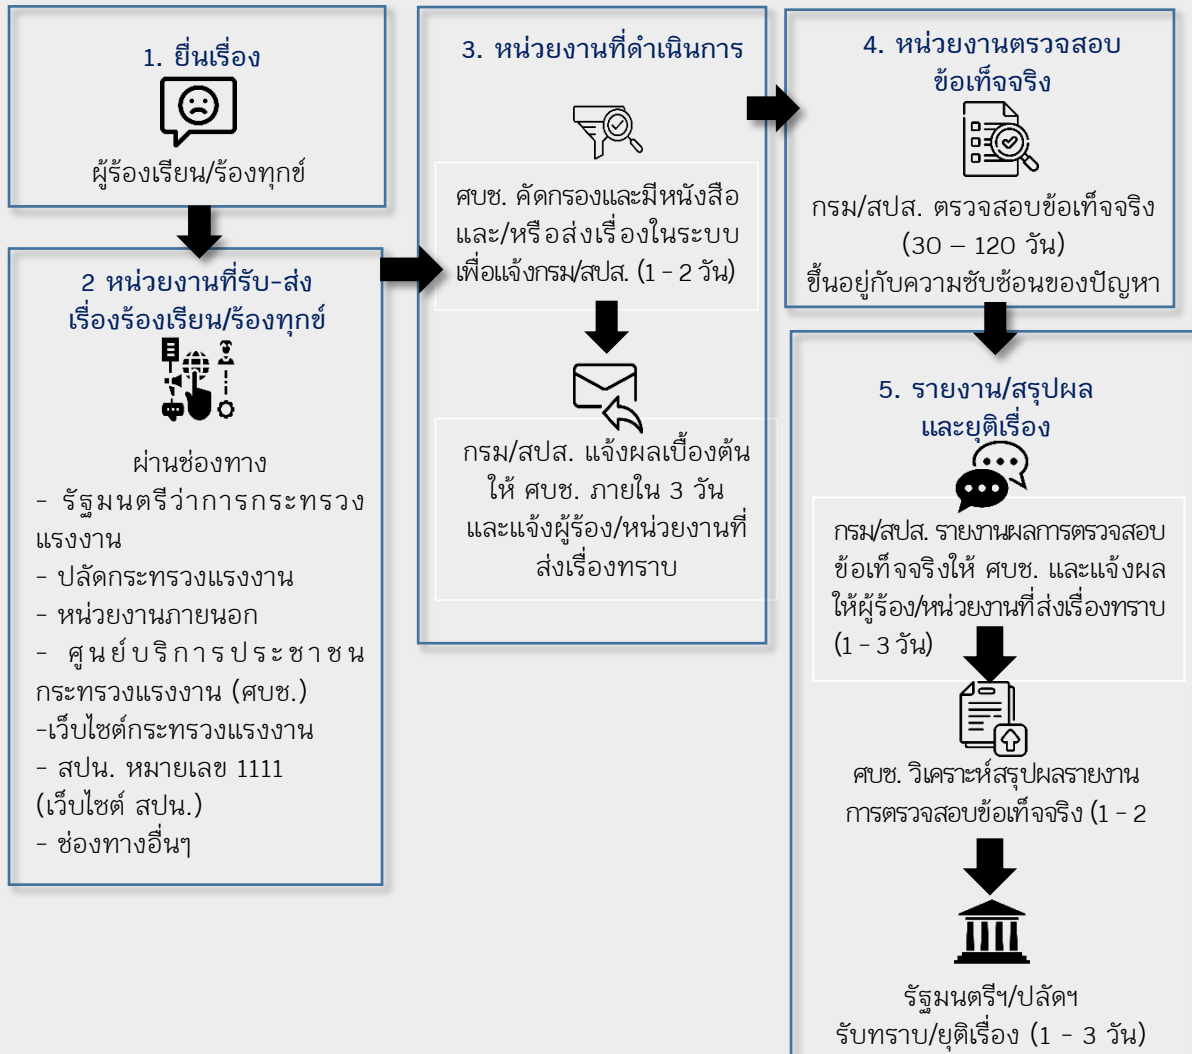 1. ยื่นเรื่อง
ผู้ร้องเรียน/ร้องทุกข์
2 หน่วยงานที่รับ-ส่ง
เรื่องร้องเรียน/ร้องทุกข์
ผ่านช่องทาง
- รัฐมนตรีว่าการกระทรวง
แรงงาน
- ปลัดกระทรวงแรงงาน
- หน่วยงานภายนอก
- ศูนย์บริการประชาชน
กระทรวงแรงงาน (ศบช.)
-เว็บไซต์กระทรวงแรงงาน
- สปน. หมายเลข 1111
(เว็บไซต์ สปน.)
- ช่องทางอื่นๆ
3. หน่วยงานที่ดำเนินการ
ศบช. คัดกรองและมีหนังสือ
และ/หรือส่งเรื่องในระบบ
เพื่อแจ้งกรม/สปส. (1 - 2 วัน)
กรม/สปส. แจ้งผลเบื้องต้น
ให้ ศบช. ภายใน 3 วัน
และแจ้งผู้ร้อง/หน่วยงานที่
ส่งเรื่องทราบ
4. หน่วยงานตรวจสอบ
ข้อเท็จจริง
กรม/สปส. ตรวจสอบข้อเท็จจริง
(30 – 120 วัน)
ขึ้นอยู่กับความซับซ้อนของปัญหา
5. รายงาน/สรุปผล
และยุติเรื่อง
กรม/สปส. รายงานผลการตรวจสอบ
ข้อเท็จจริงให้ ศบช. และแจ้งผล
ให้ผู้ร้อง/หน่วยงานที่ส่งเรื่องทราบ
(1 - 3 วัน)
ศบช. วิเคราะห์สรุปผลรายงาน
การตรวจสอบข้อเท็จจริง (1 - 2
รัฐมนตรีฯ/ปลัดฯ
รับทราบ/ยุติเรื่อง (1 - 3 วัน)